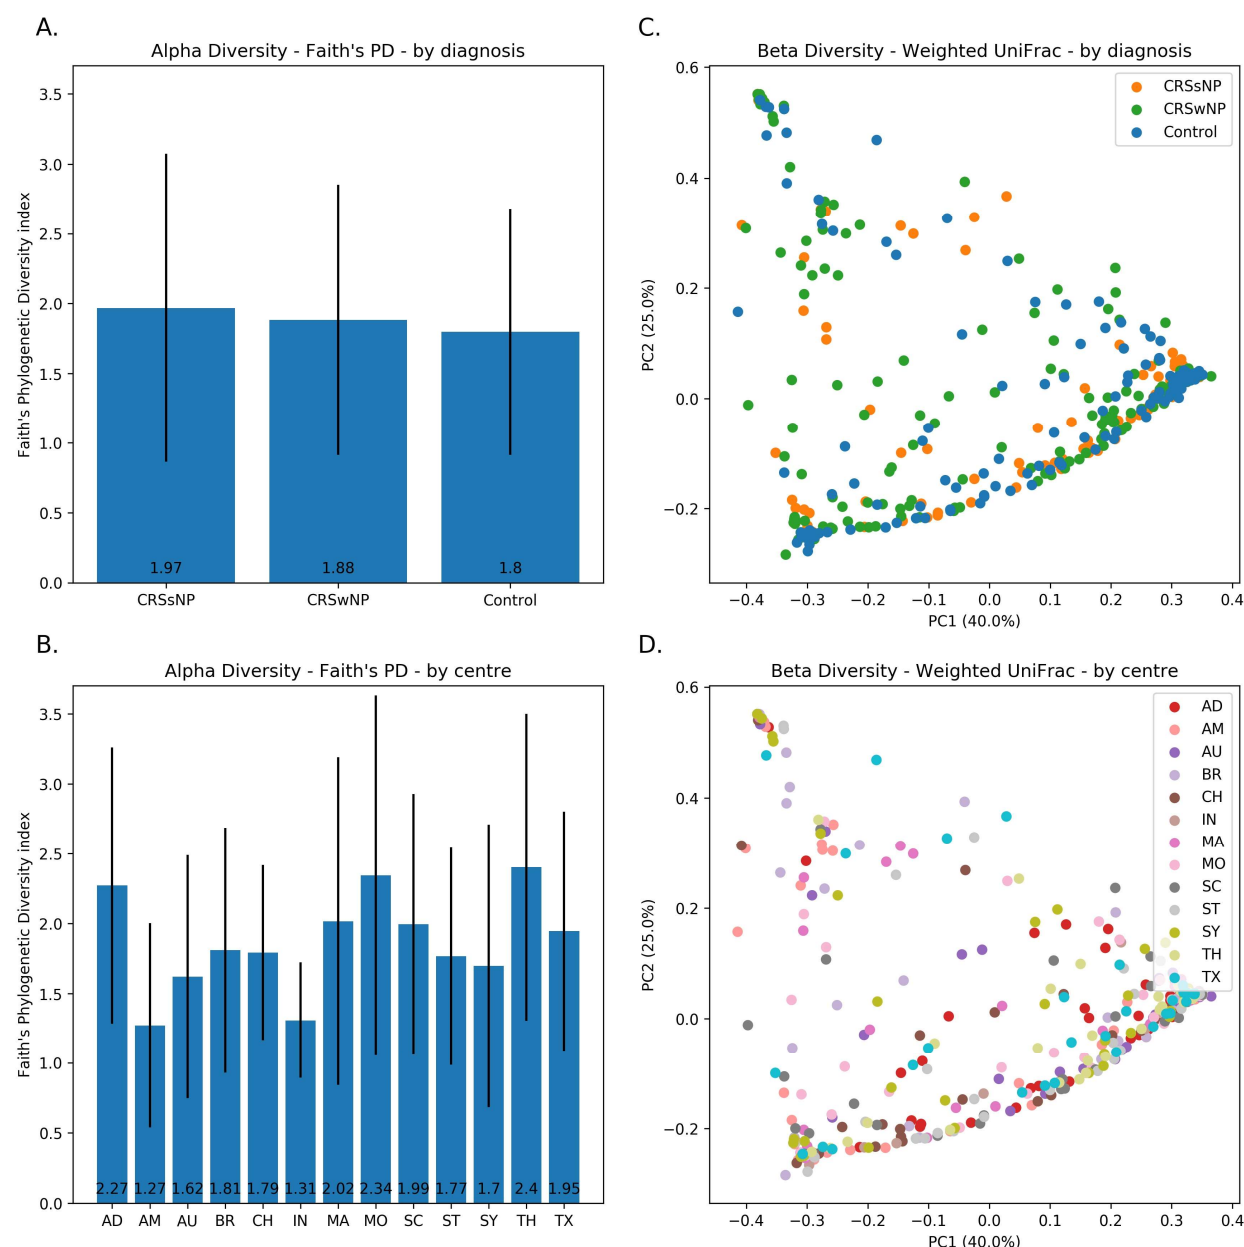 A.
Alpha Diversity - Faith's PD - by diagnosis
Faith's Phylogenetic Diversity index
3.5
3.0
2.5
2.0
1.5
1.0
0.5
0.0
1.97
1.88
1.8
CRSsNP
CRSwNP
Control
C.
Beta Diversity - Weighted UniFrac - by diagnosis
CRSsNP
CRSwNP
Control
PC2 (25.0%)
0.6
0.4
0.2
0.0
−0.2
−0.4
−0.3
−0.2
−0.1
0.0
0.1
0.2
0.3
0.4
PC1 (40.0%)
B.
Alpha Diversity - Faith's PD - by centre
Faith's Phylogenetic Diversity index
3.5
3.0
2.5
2.0
1.5
1.0
0.5
0.0
2.27
1.27
1.62
1.81
1.79
1.31
2.02
2.34
1.99
1.77
1.7
2.4
1.95
AD
AM
AU
BR
CH
IN
MA
MO
SC
ST
SY
TH
TX
D.
Beta Diversity - Weighted UniFrac - by centre
AD
AM
AU
BR
CH
IN
MA
MO
SC
ST
SY
TH
TX
PC2 (25.0%)
0.6
0.4
0.2
0.0
−0.2
−0.4
−0.3
−0.2
−0.1
0.0
0.1
0.2
0.3
0.4
PC1 (40.0%)